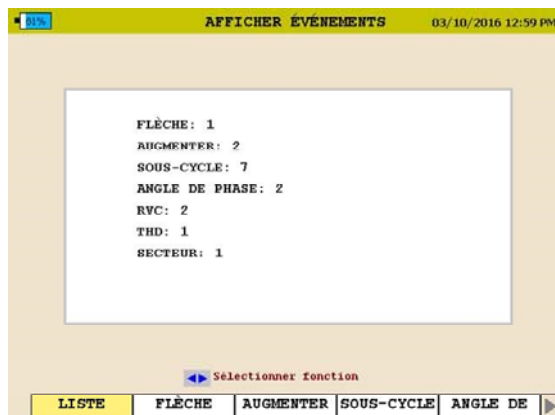 81% AFFICHER ÉVÉNEMENTS 03/10/2016 12:59 PM
FLÈCHE: 1
AUGMENTER: 2
SOUS-CYCLE: 7
ANGLE DE PHASE: 2
RVC: 2
THD: 1
SECTEUR: 1
Sélectionner fonction
LISTE FLÈCHE AUGMENTER SOUS-CYCLE ANGLE DE